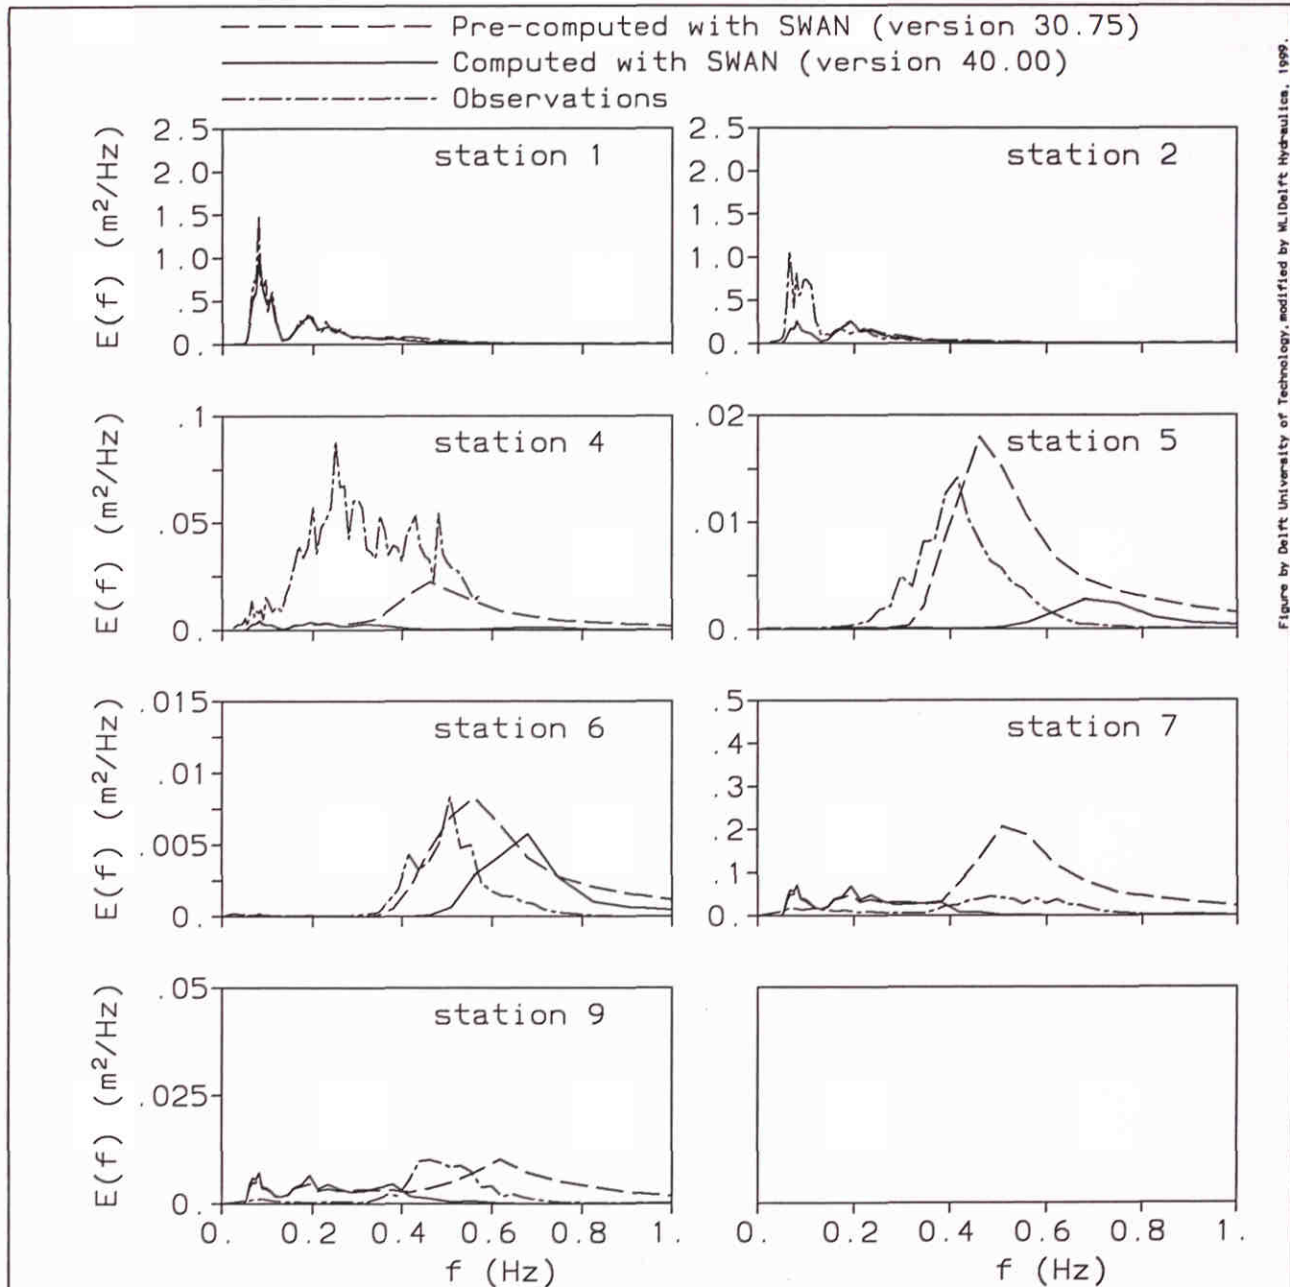 Pre-computed with SWAN (version 30.75)
Computed with SWAN (version 40.00)
Observations
E(f) (m²/Hz)
2.5
2.0
1.5
1.0
.5
0.
station 1
2.5
2.0
1.5
1.0
.5
0.
station 2
E(f) (m²/Hz)
.1
.05
0.
station 4
.02
.01
0.
station 5
E(f) (m²/Hz)
.015
.01
.005
0.
station 6
.5
.4
.3
.2
.1
0.
station 7
E(f) (m²/Hz)
.05
.025
0.
station 9
0. 0.2 0.4 0.6 0.8 1.
f (Hz)
0. 0.2 0.4 0.6 0.8 1.
f (Hz)
Figure by Delft University of Technology, modified by WL|Delft Hydraulics, 1999.